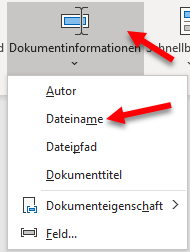 d
Dokumentinformationen
Schnellb
Autor
Dateiname
Dateipfad
Dokumenttitel
Dokumenteigenschaft
Feld...